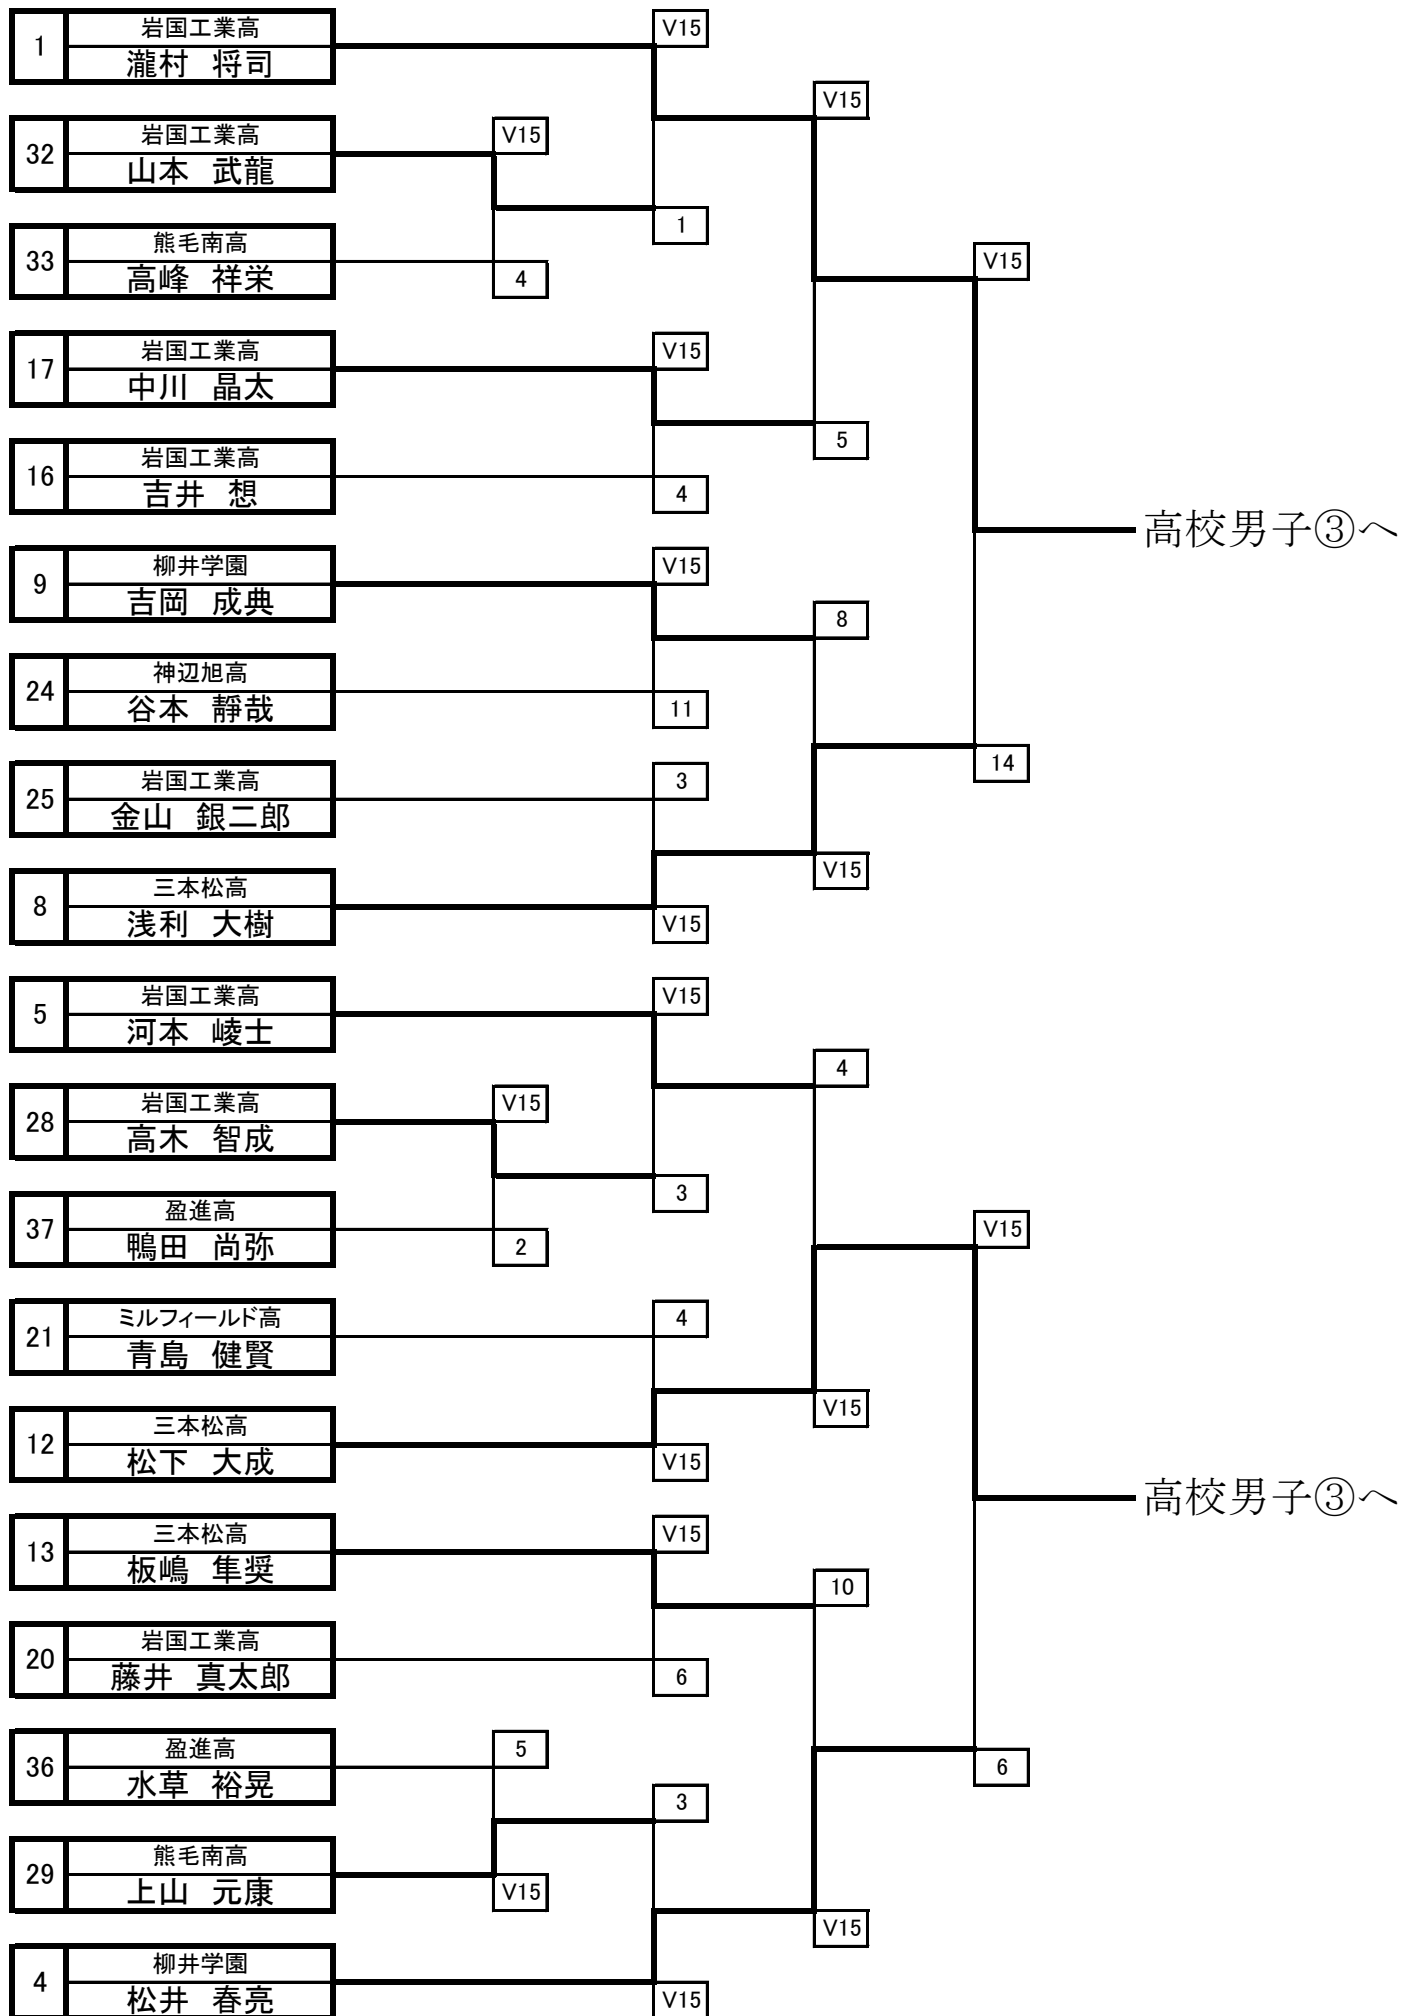 岩国工業高
V15
1
瀧村 将司
V15
岩国工業高
V15
32
山本 武龍
1
熊毛南高
33
高峰 祥栄
4
V15
岩国工業高
V15
17
中川 晶太
5
岩国工業高
16
吉井 想
4
高校男子③へ
柳井学園
V15
9
吉岡 成典
8
神辺旭高
24
谷本 靜哉
11
14
岩国工業高
3
25
金山 銀二郎
V15
三本松高
8
浅利 大樹
V15
岩国工業高
V15
5
河本 崚士
4
岩国工業高
V15
28
高木 智成
3
盈進高
37
鴨田 尚弥
2
V15
ミルフィールド高
4
21
青島 健賢
V15
三本松高
12
松下 大成
V15
高校男子③へ
三本松高
V15
13
板嶋 隼奨
10
岩国工業高
20
藤井 真太郎
6
盈進高
5
36
水草 裕晃
6
3
熊毛南高
29
上山 元康
V15
V15
柳井学園
4
松井 春亮
V15